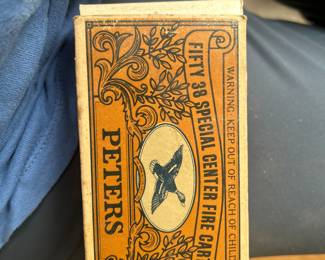 WARNING: KEEP OUT OF REACH OF CHILD
FIFTY 38 SPECIAL CENTER FIRE CAR
PETERS